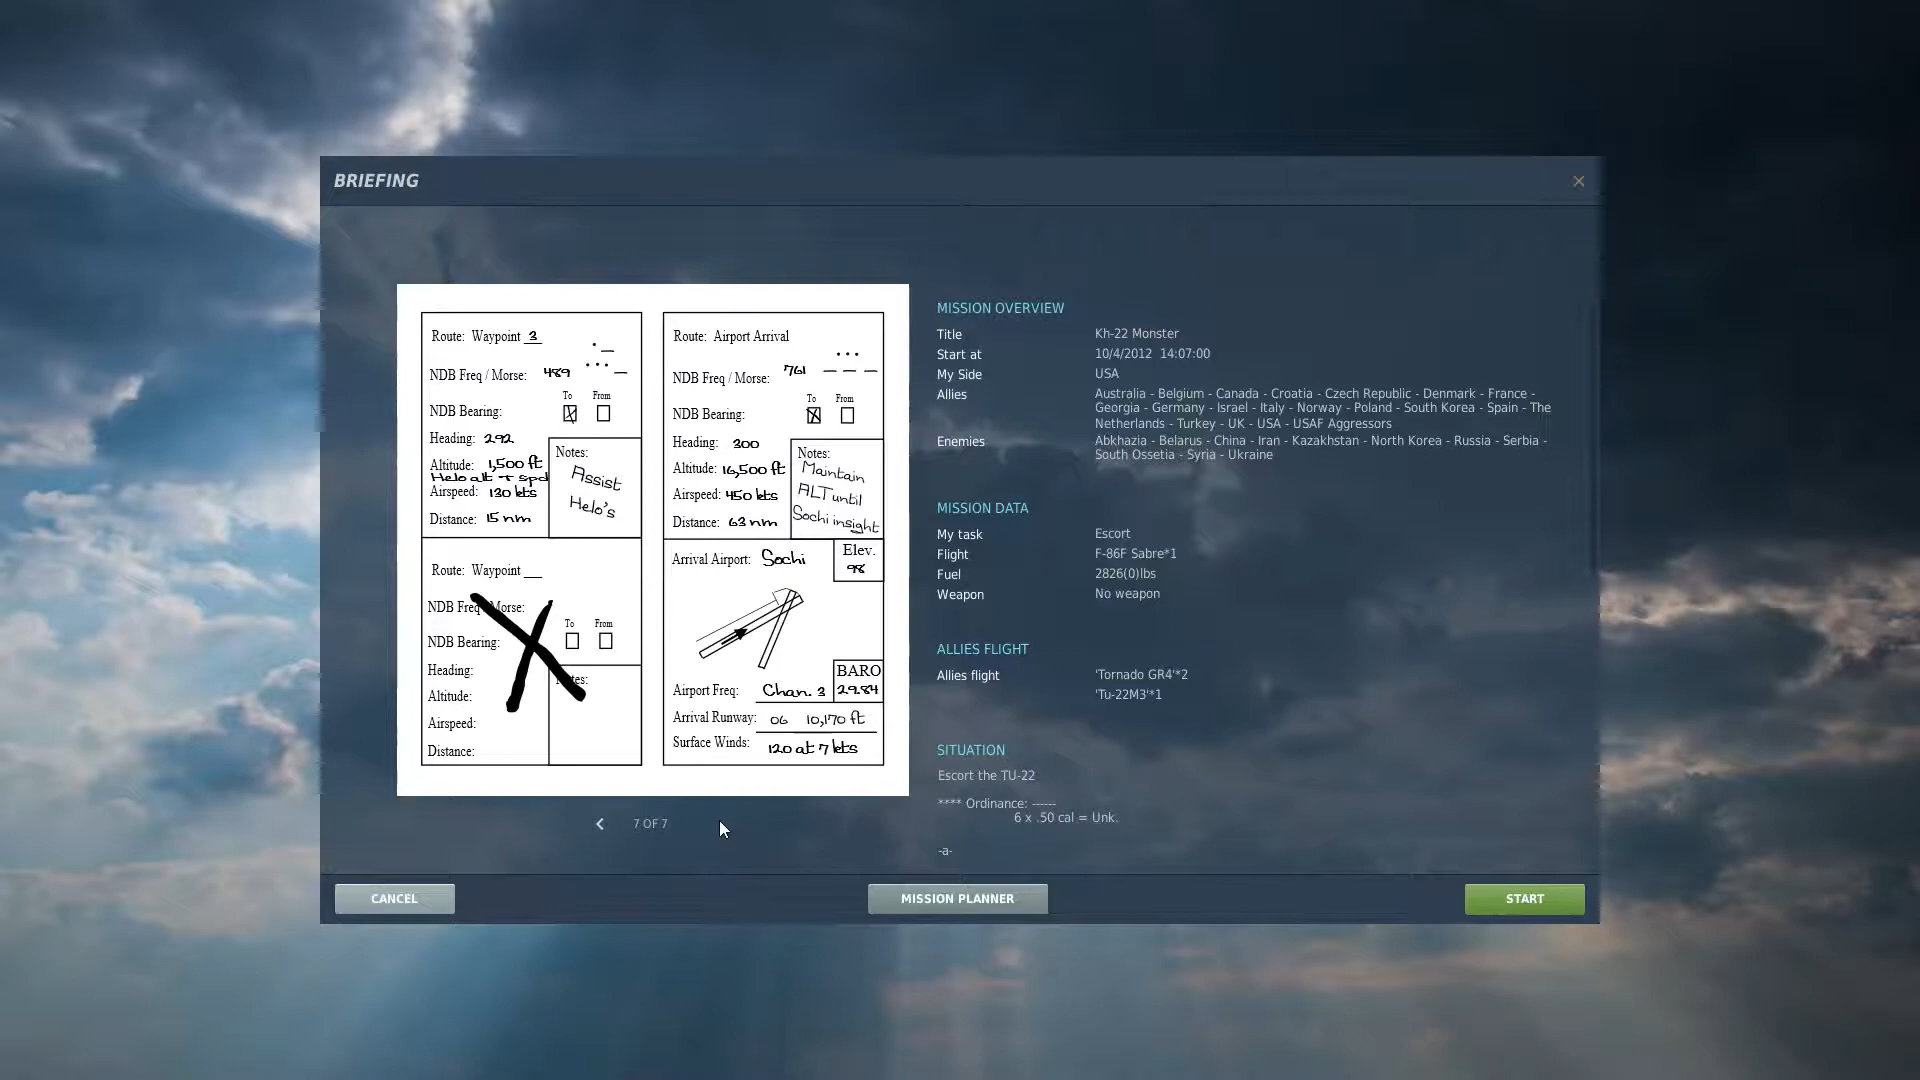 BRIEFING
Route: Waypoint 3
NDB Freq / Morse: 489
NDB Bearing:
To From
Heading: 292
Altitude: 1,500 ft
Helo alt + spd
Airspeed: 130 kts
Distance: 15 nm
Notes:
Assist
Helo's
Route: Waypoint __
NDB Freq / Morse:
NDB Bearing:
To From
Heading:
Altitude:
Airspeed:
Distance:
Notes:
Route: Airport Arrival
NDB Freq / Morse: 761
NDB Bearing:
To From
Heading: 300
Altitude: 16,500 ft
Airspeed: 450 kts
Distance: 63 nm
Notes:
Maintain
ALT until
Sochi insight
Arrival Airport: Sochi
Elev.
98
BARO
29.84
Airport Freq: Chan. 3
Arrival Runway: 06 10,170 ft
Surface Winds: 120 at 7 kts
7 OF 7
MISSION OVERVIEW
Title Kh-22 Monster
Start at 10/4/2012 14:07:00
My Side USA
Allies Australia - Belgium - Canada - Croatia - Czech Republic - Denmark - France -
Georgia - Germany - Israel - Italy - Norway - Poland - South Korea - Spain - The
Netherlands - Turkey - UK - USA - USAF Aggressors
Enemies Abkhazia - Belarus - China - Iran - Kazakhstan - North Korea - Russia - Serbia -
South Ossetia - Syria - Ukraine
MISSION DATA
My task Escort
Flight F-86F Sabre*1
Fuel 2826(0)lbs
Weapon No weapon
ALLIES FLIGHT
Allies flight 'Tornado GR4'*2
'Tu-22M3'*1
SITUATION
Escort the TU-22
**** Ordinance: ------
6 x .50 cal = Unk.
-a-
CANCEL
MISSION PLANNER
START